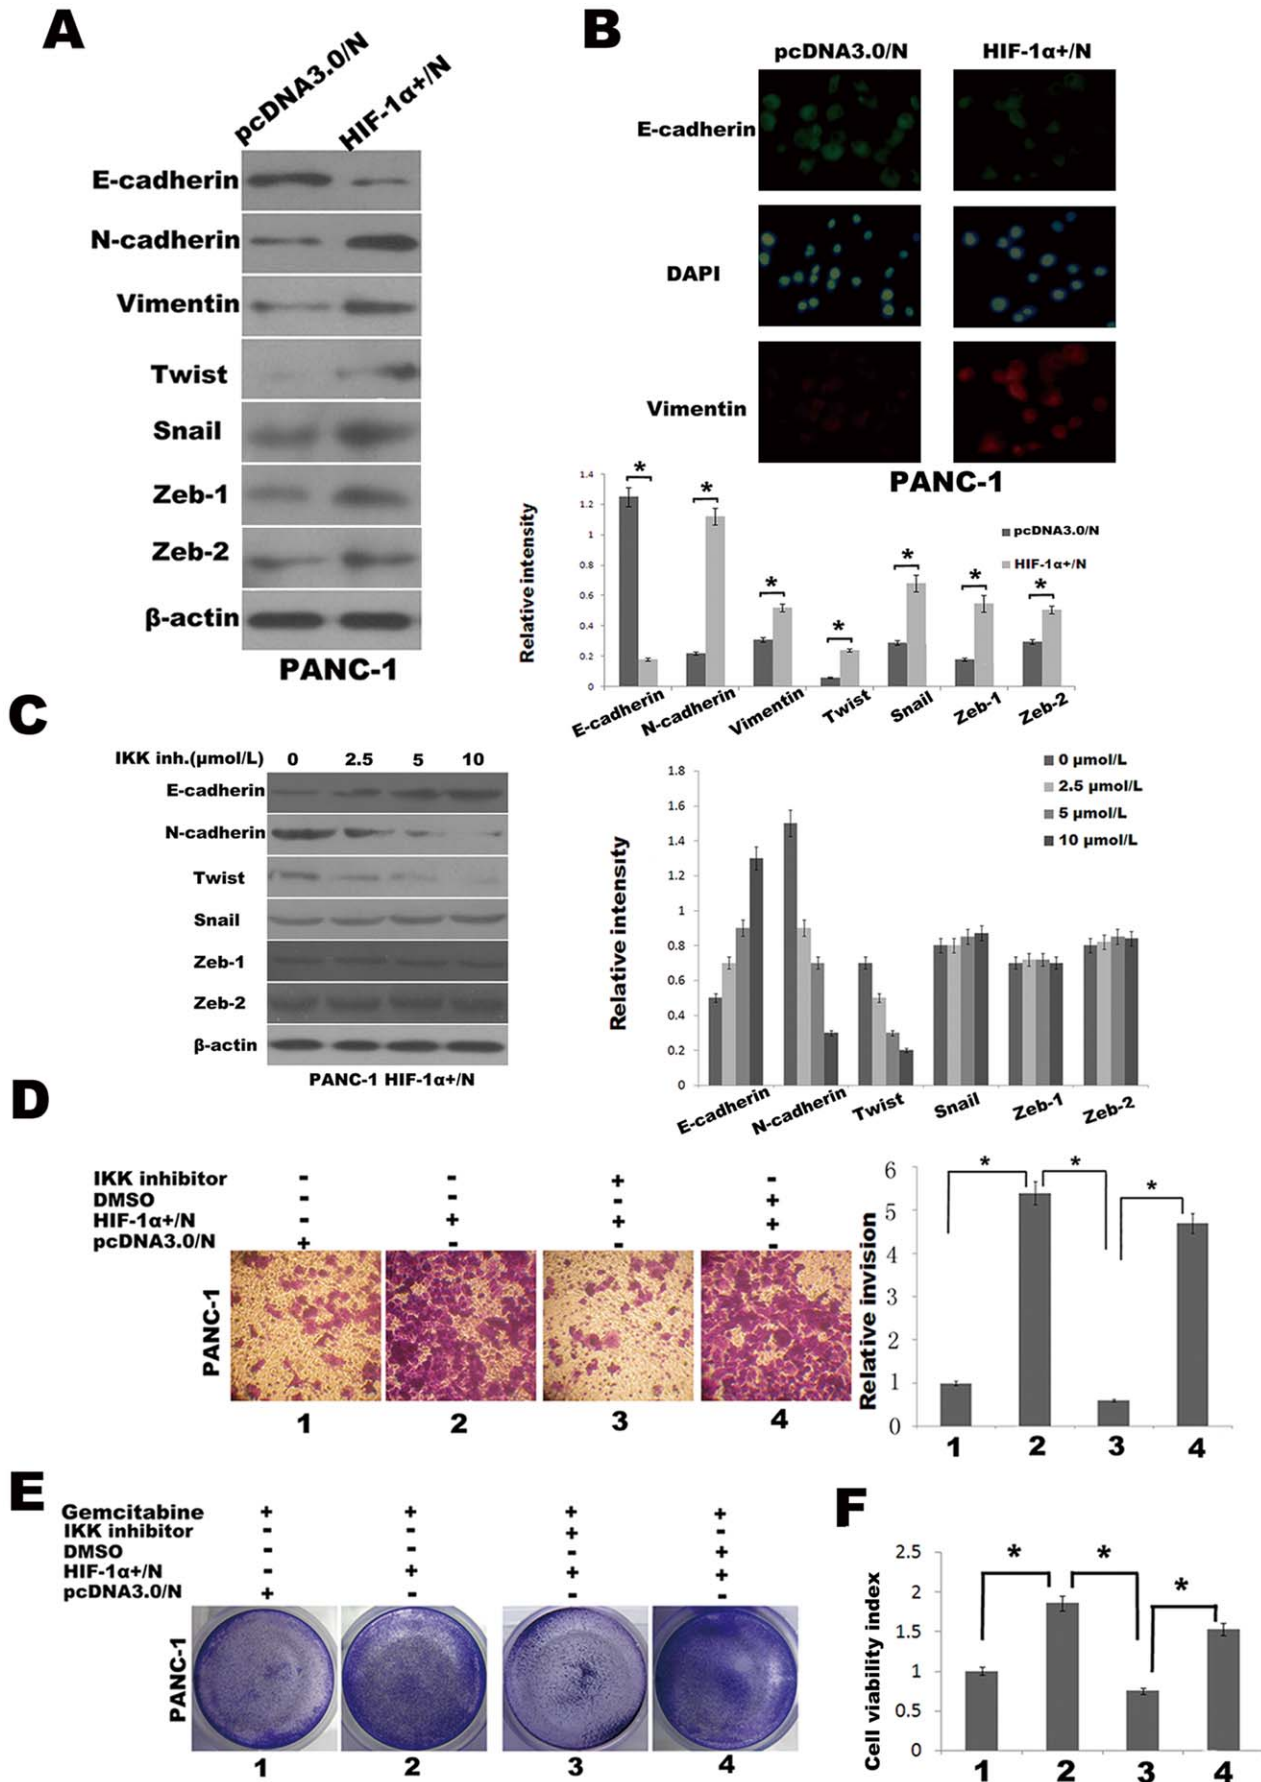 A
pcDNA3.0/N
HIF-1α+/N
E-cadherin
N-cadherin
Vimentin
Twist
Snail
Zeb-1
Zeb-2
β-actin
PANC-1
B
pcDNA3.0/N HIF-1α+/N
E-cadherin
DAPI
Vimentin
PANC-1
Relative intensity
1.4
1.2
1
0.8
0.6
0.4
0.2
0
* * * * * * *
pcDNA3.0/N
HIF-1α+/N
E-cadherin N-cadherin Vimentin Twist Snail Zeb-1 Zeb-2
C
IKK inh.(µmol/L) 0 2.5 5 10
E-cadherin
N-cadherin
Twist
Snail
Zeb-1
Zeb-2
β-actin
PANC-1 HIF-1α+/N
Relative intensity
1.8
1.6
1.4
1.2
1
0.8
0.6
0.4
0.2
0
0 µmol/L
2.5 µmol/L
5 µmol/L
10 µmol/L
E-cadherin N-cadherin Twist Snail Zeb-1 Zeb-2
D
IKK inhibitor - - + -
DMSO - - - +
HIF-1α+/N - + + +
pcDNA3.0/N + - - -
PANC-1
1 2 3 4
Relative invision
6
5
4
3
2
1
0
* * *
1 2 3 4
E
Gemcitabine + + + +
IKK inhibitor - - + -
DMSO - - - +
HIF-1α+/N - + + +
pcDNA3.0/N + - - -
PANC-1
1 2 3 4
F
Cell viability index
2.5
2
1.5
1
0.5
0
* * *
1 2 3 4